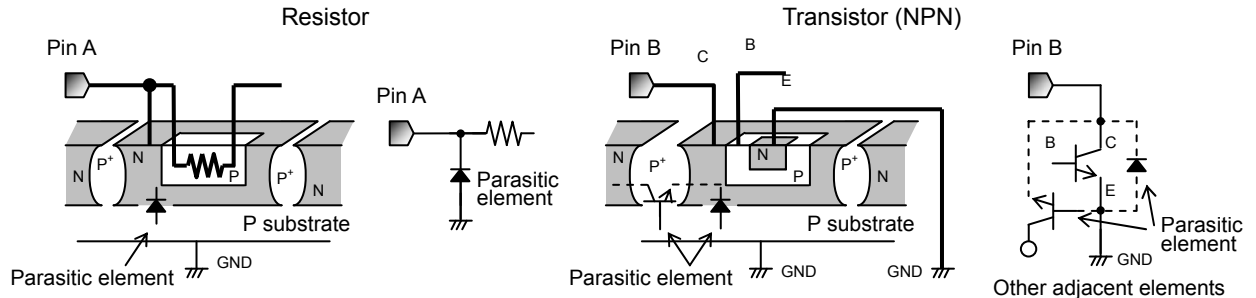 Resistor
Pin A
N
P⁺
N
P
P⁺
N
P substrate
GND
Parasitic element
Pin A
Parasitic
element
Transistor (NPN)
Pin B
C
B
E
N
P⁺
N
P
P⁺
N
P substrate
GND
GND
Parasitic element
Pin B
B
C
E
Parasitic
element
GND
Other adjacent elements